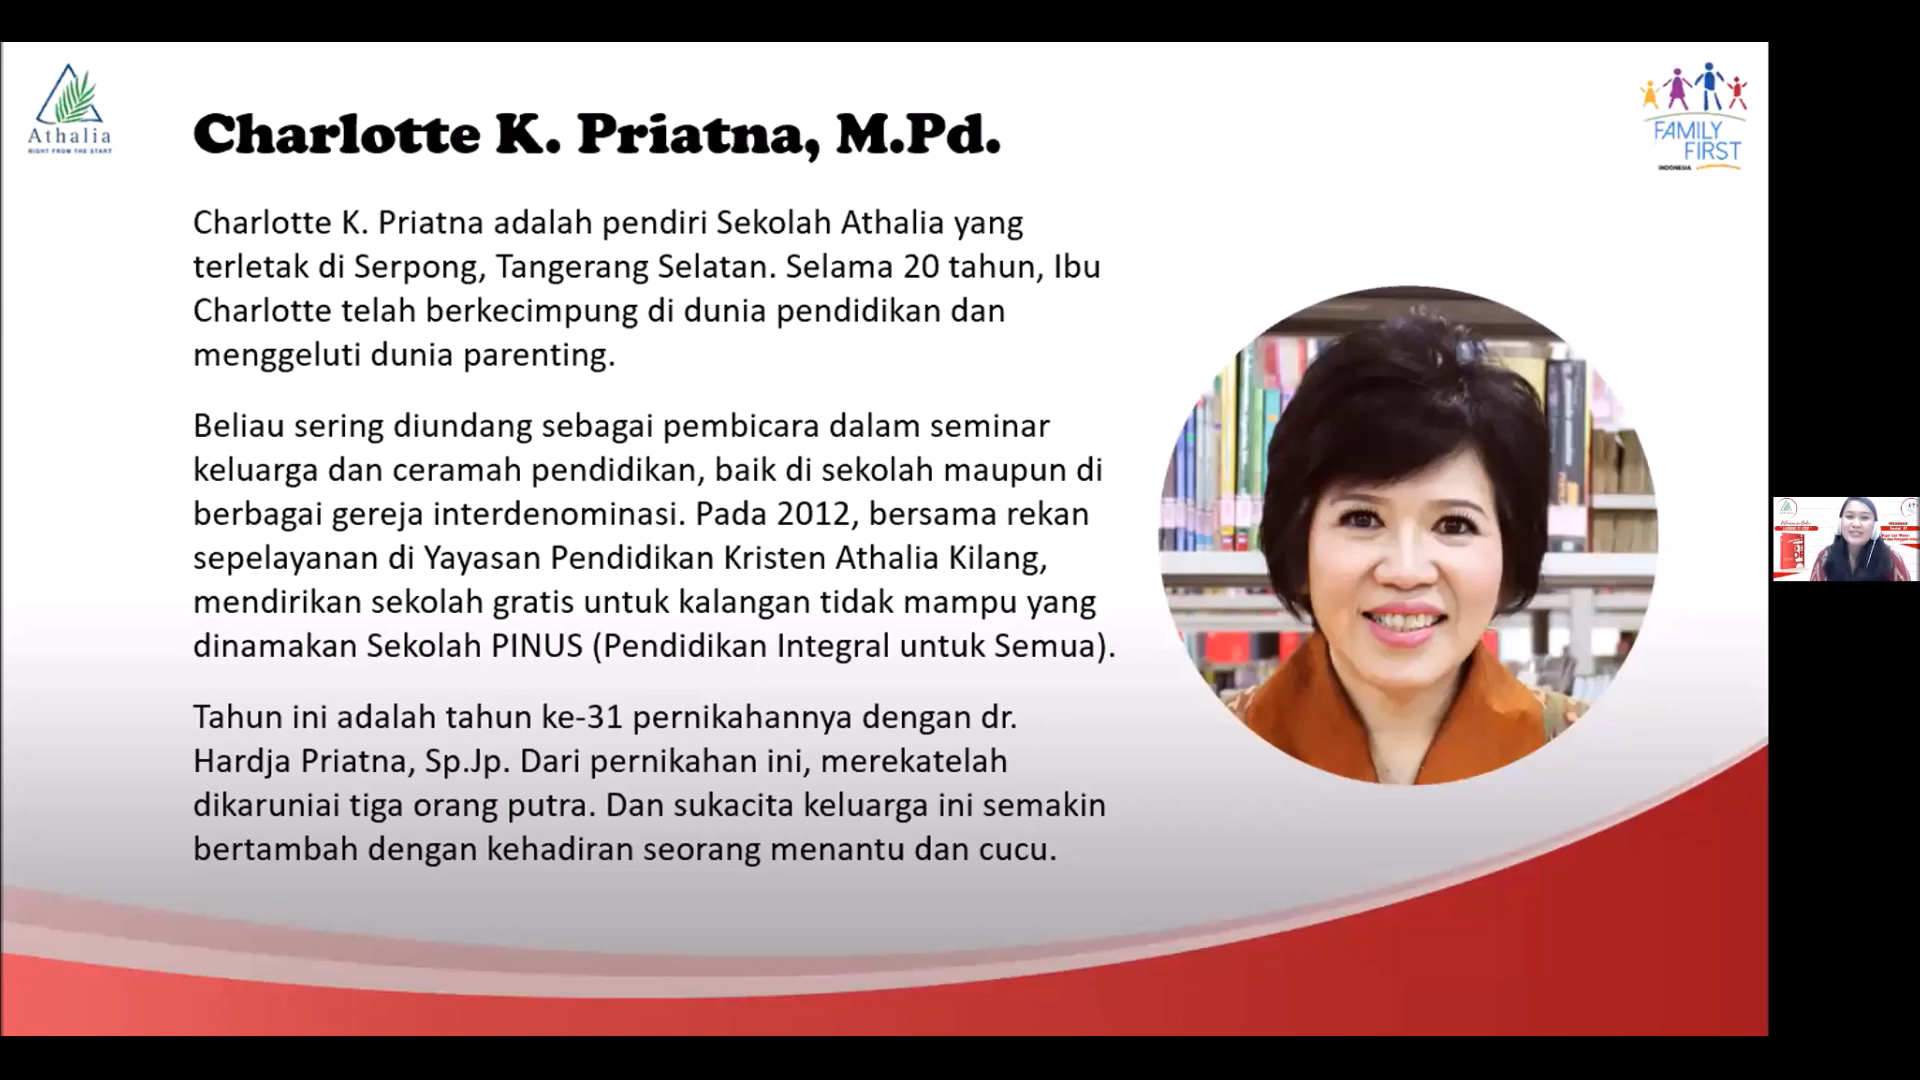 Athalia
RIGHT FROM THE START
FAMILY
FIRST
INDONESIA
Charlotte K. Priatna, M.Pd.
Charlotte K. Priatna adalah pendiri Sekolah Athalia yang
terletak di Serpong, Tangerang Selatan. Selama 20 tahun, Ibu
Charlotte telah berkecimpung di dunia pendidikan dan
menggeluti dunia parenting.
Beliau sering diundang sebagai pembicara dalam seminar
keluarga dan ceramah pendidikan, baik di sekolah maupun di
berbagai gereja interdenominasi. Pada 2012, bersama rekan
sepelayanan di Yayasan Pendidikan Kristen Athalia Kilang,
mendirikan sekolah gratis untuk kalangan tidak mampu yang
dinamakan Sekolah PINUS (Pendidikan Integral untuk Semua).
Tahun ini adalah tahun ke-31 pernikahannya dengan dr.
Hardja Priatna, Sp.Jp. Dari pernikahan ini, merekatelah
dikaruniai tiga orang putra. Dan sukacita keluarga ini semakin
bertambah dengan kehadiran seorang menantu dan cucu.